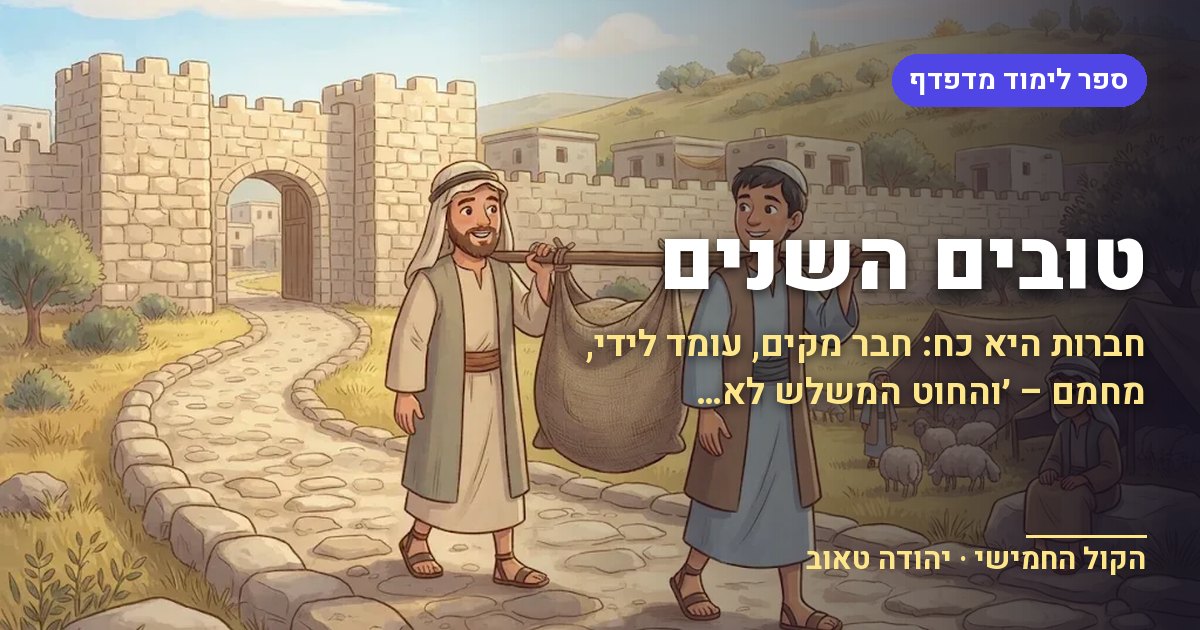 ספר לימוד מדפדף
טובים השנים
חברות היא כח: חבר מקים, עומד לידי,
מחמם – ׳והחוט המשלש לא...
הקול החמישי · יהודה טאוב